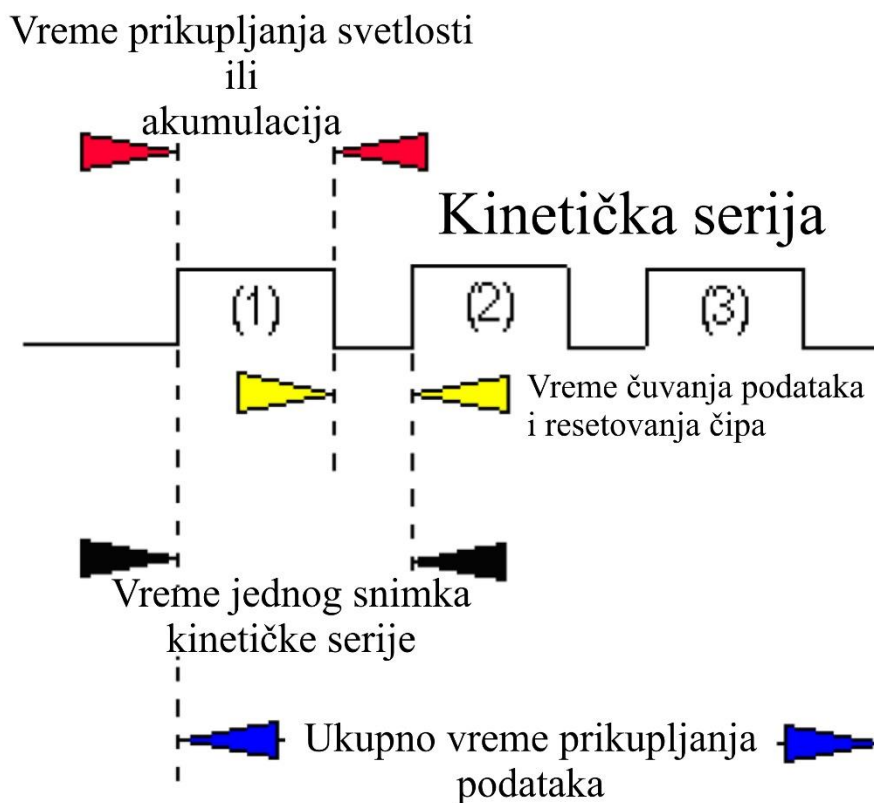 Vreme prikupljanja svetlosti
ili
akumulacija
Kinetička serija
(1)
(2)
(3)
Vreme čuvanja podataka
i resetovanja čipa
Vreme jednog snimka
kinetičke serije
Ukupno vreme prikupljanja
podataka